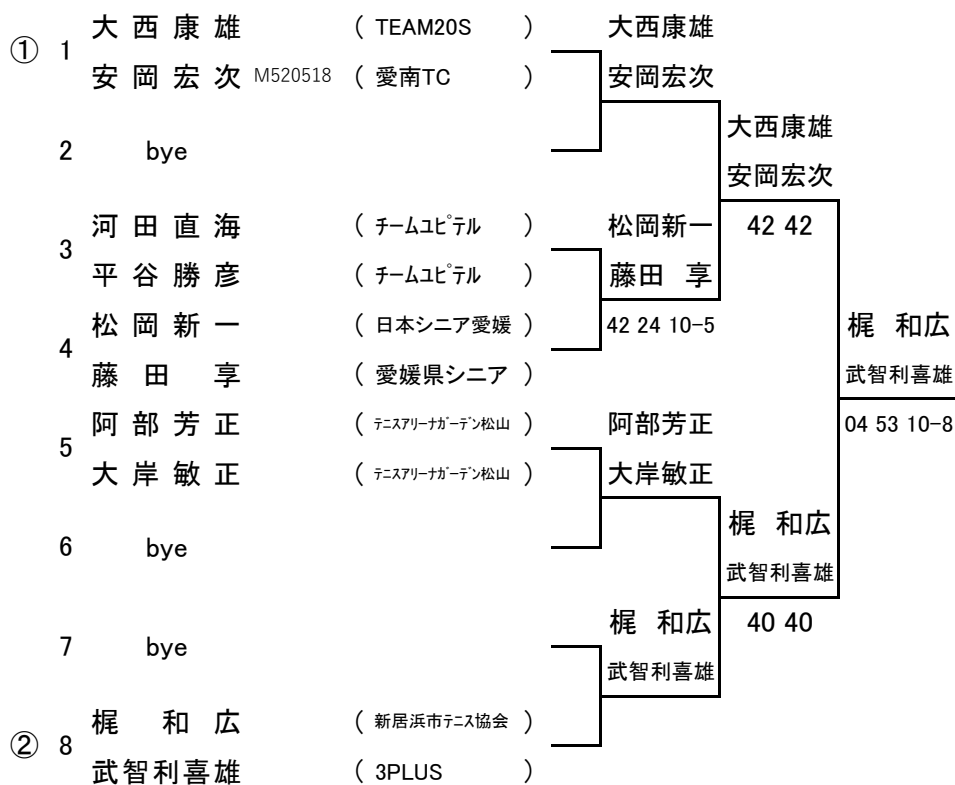 大西康雄 ( TEAM20S ) 大西康雄
① 1
安岡宏次 M520518 ( 愛南TC ) 安岡宏次
大西康雄
2 bye
安岡宏次
河田直海 ( チームユピテル ) 松岡新一 42 42
3
平谷勝彦 ( チームユピテル ) 藤田 享
松岡新一 ( 日本シニア愛媛 ) 42 24 10-5 梶 和広
4
藤田 享 ( 愛媛県シニア ) 武智利喜雄
阿部芳正 ( テニスアリーナガーデン松山 ) 阿部芳正 04 53 10-8
5
大岸敏正 ( テニスアリーナガーデン松山 ) 大岸敏正
梶 和広
6 bye
武智利喜雄
梶 和広 40 40
7 bye
武智利喜雄
梶 和広 ( 新居浜市テニス協会 )
② 8
武智利喜雄 ( 3PLUS )